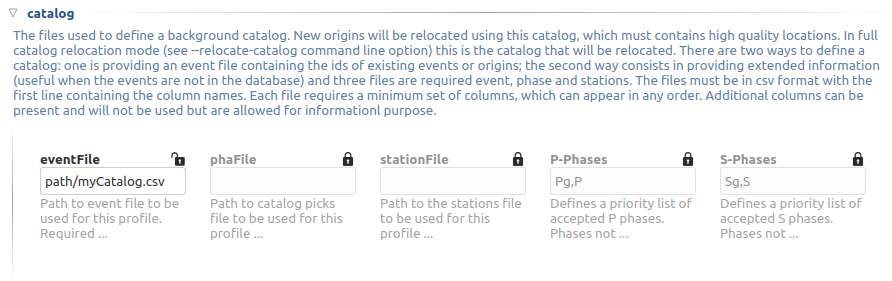 catalog
The files used to define a background catalog. New origins will be relocated using this catalog, which must contains high quality locations. In full
catalog relocation mode (see --relocate-catalog command line option) this is the catalog that will be relocated. There are two ways to define a
catalog: one is providing an event file containing the ids of existing events or origins; the second way consists in providing extended information
(useful when the events are not in the database) and three files are required event, phase and stations. The files must be in csv format with the
first line containing the column names. Each file requires a minimum set of columns, which can appear in any order. Additional columns can be
present and will not be used but are allowed for informationl purpose.
eventFile
path/myCatalog.csv
Path to event file to be
used for this profile.
Required ...
phaFile
Path to catalog picks
file to be used for this
profile ...
stationFile
Path to the stations file
to be used for this
profile ...
P-Phases
Pg,P
Defines a priority list of
accepted P phases.
Phases not ...
S-Phases
Sg,S
Defines a priority list of
accepted S phases.
Phases not ...